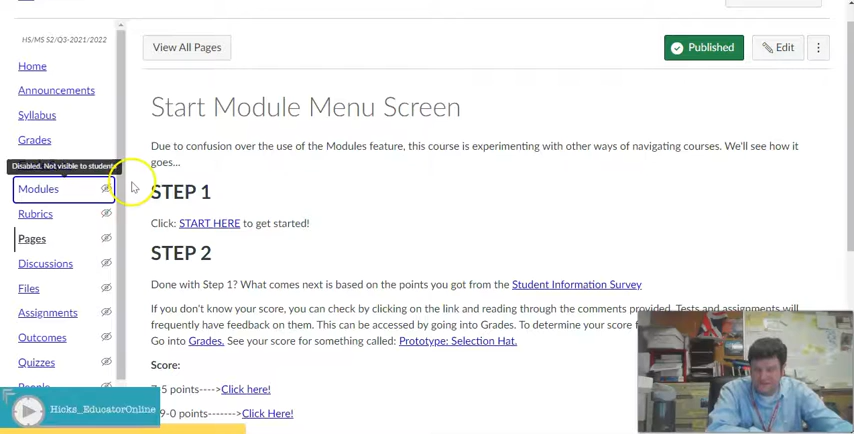 HS/MS S2/Q3-2021/2022
Home
Announcements
Syllabus
Grades
Disabled. Not visible to students
Modules
Rubrics
Pages
Discussions
Files
Assignments
Outcomes
Quizzes
People
View All Pages
Published
Edit
Start Module Menu Screen
Due to confusion over the use of the Modules feature, this course is experimenting with other ways of navigating courses. We'll see how it
goes...
STEP 1
Click: START HERE to get started!
STEP 2
Done with Step 1? What comes next is based on the points you got from the Student Information Survey
If you don't know your score, you can check by clicking on the link and reading through the comments provided. Tests and assignments will
frequently have feedback on them. This can be accessed by going into Grades. To determine your score
Go into Grades. See your score for something called: Prototype: Selection Hat.
Score:
5 points---->Click here!
9-0 points------->Click Here!
Hicks_EducatorOnline